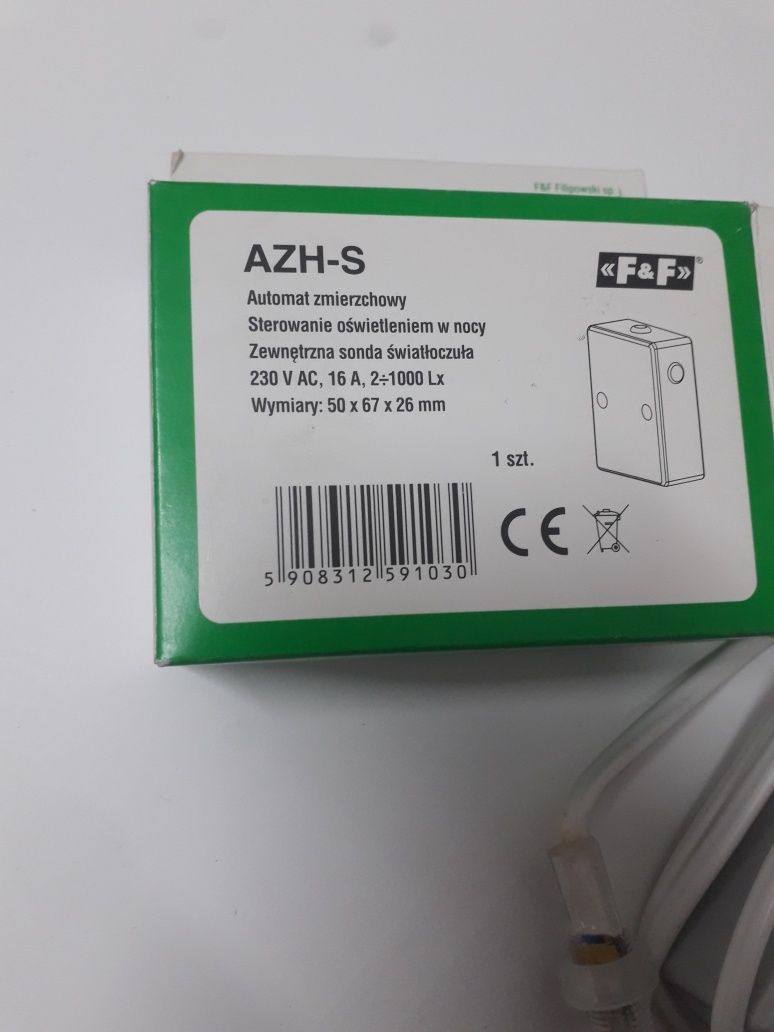 F&F Filipowski sp.
AZH-S
«F&F»®
Automat zmierzchowy
Sterowanie oświetleniem w nocy
Zewnętrzna sonda światłoczuła
230 V AC, 16 A, 2÷1000 Lx
Wymiary: 50 x 67 x 26 mm
1 szt.
CE
5 908312 591030